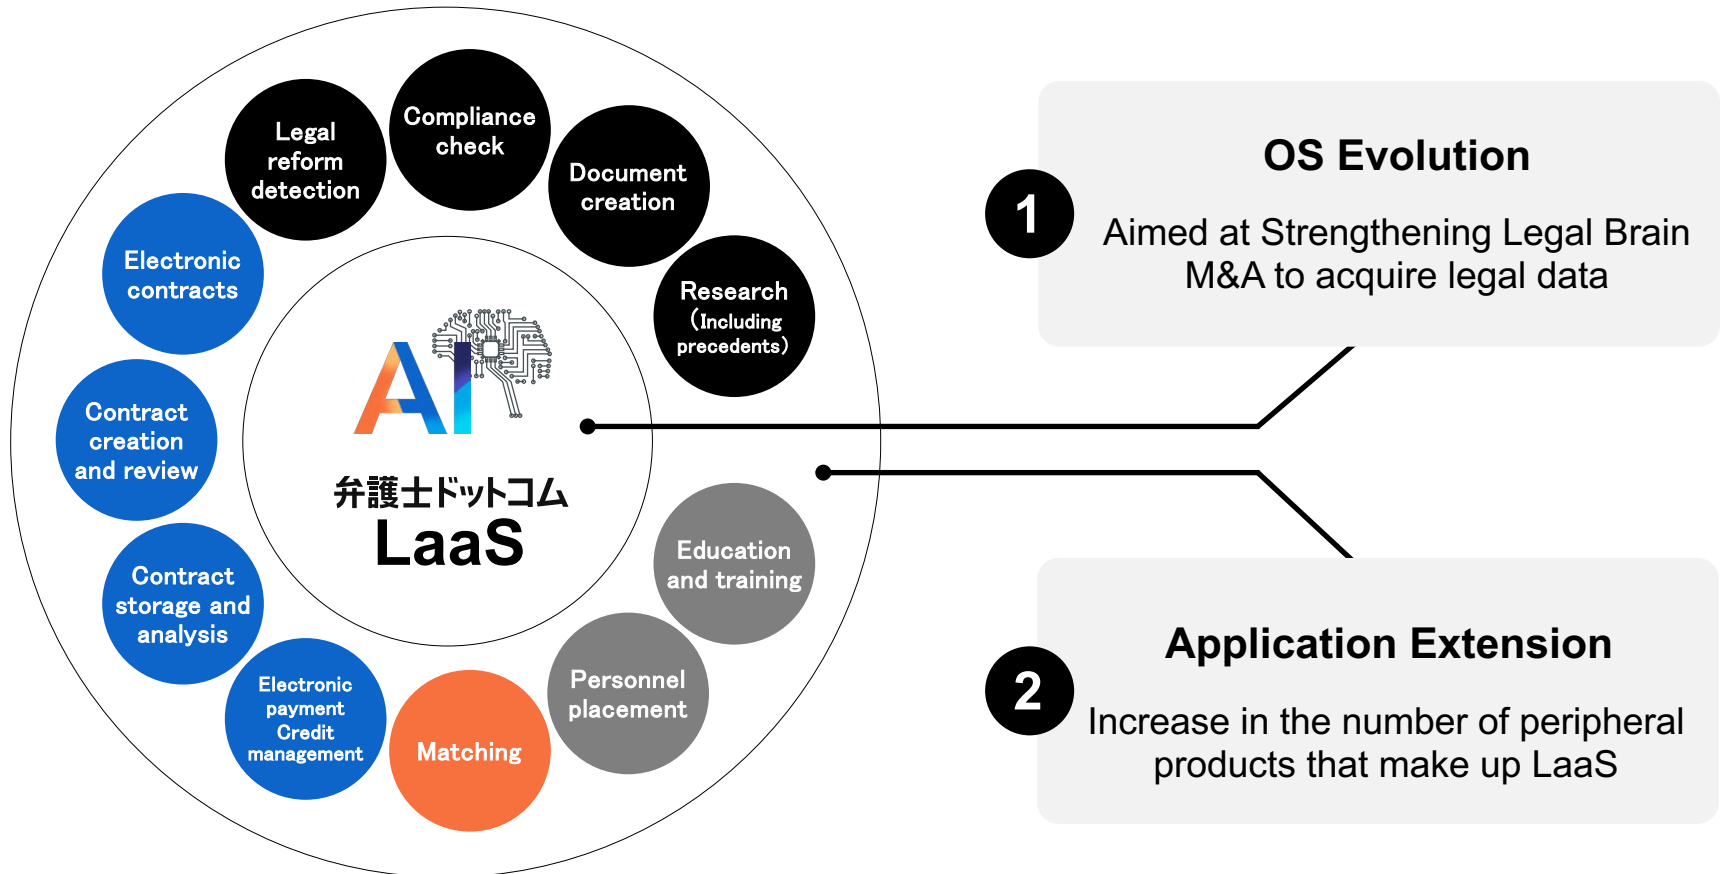 Compliance
check
Legal
reform
detection
Document
creation
Electronic
contracts
Research
(Including
precedents)
Contract
creation
and review
AI
弁護士ドットコム
LaaS
Contract
storage and
analysis
Education
and training
Electronic
payment
Credit
management
Matching
Personnel
placement
1
OS Evolution
Aimed at Strengthening Legal Brain
M&A to acquire legal data
2
Application Extension
Increase in the number of peripheral
products that make up LaaS